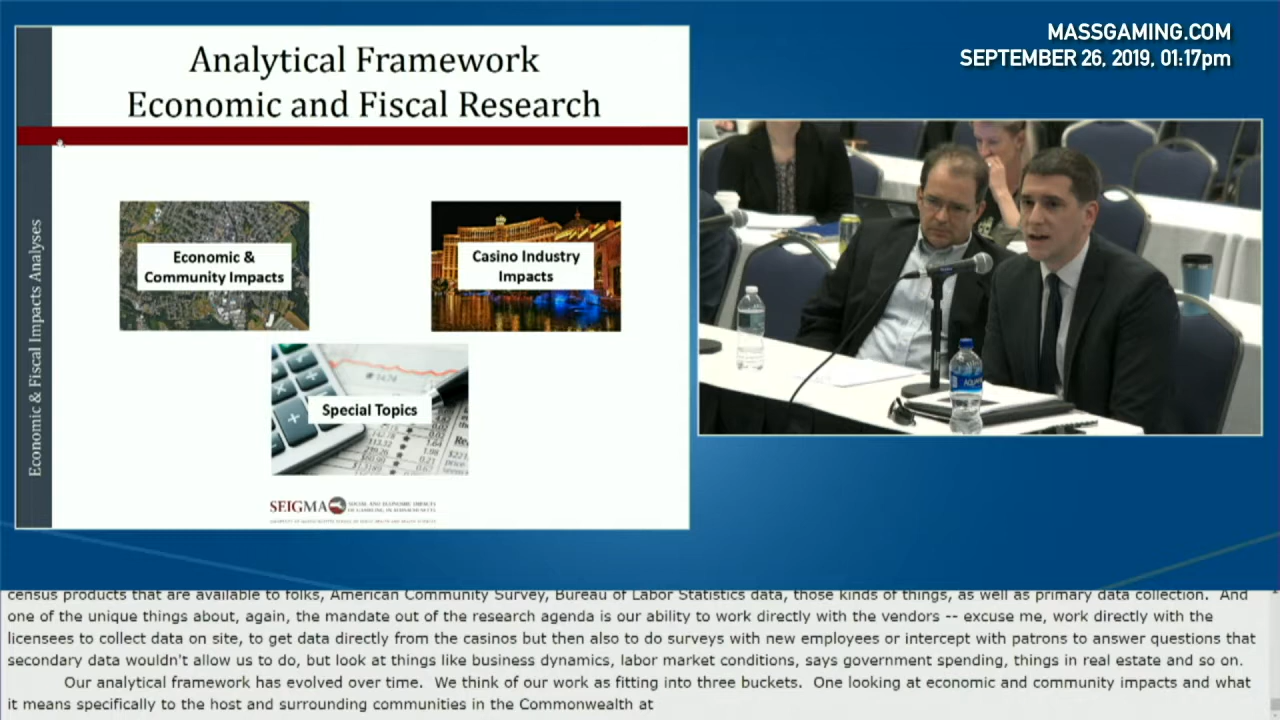 MASSGAMING.COM
SEPTEMBER 26, 2019, 01:17pm
Analytical Framework
Economic and Fiscal Research
Economic & Fiscal Impacts Analyses
Economic &
Community Impacts
Casino Industry
Impacts
Special Topics
SEIGMA
SOCIAL AND ECONOMIC IMPACTS
OF GAMBLING IN MASSACHUSETTS
census products that are available to folks, American Community Survey, Bureau of Labor Statistics data, those kinds of things, as well as primary data collection. And
one of the unique things about, again, the mandate out of the research agenda is our ability to work directly with the vendors -- excuse me, work directly with the
licensees to collect data on site, to get data directly from the casinos but then also to do surveys with new employees or intercept with patrons to answer questions that
secondary data wouldn't allow us to do, but look at things like business dynamics, labor market conditions, says government spending, things in real estate and so on.
Our analytical framework has evolved over time. We think of our work as fitting into three buckets. One looking at economic and community impacts and what
it means specifically to the host and surrounding communities in the Commonwealth at